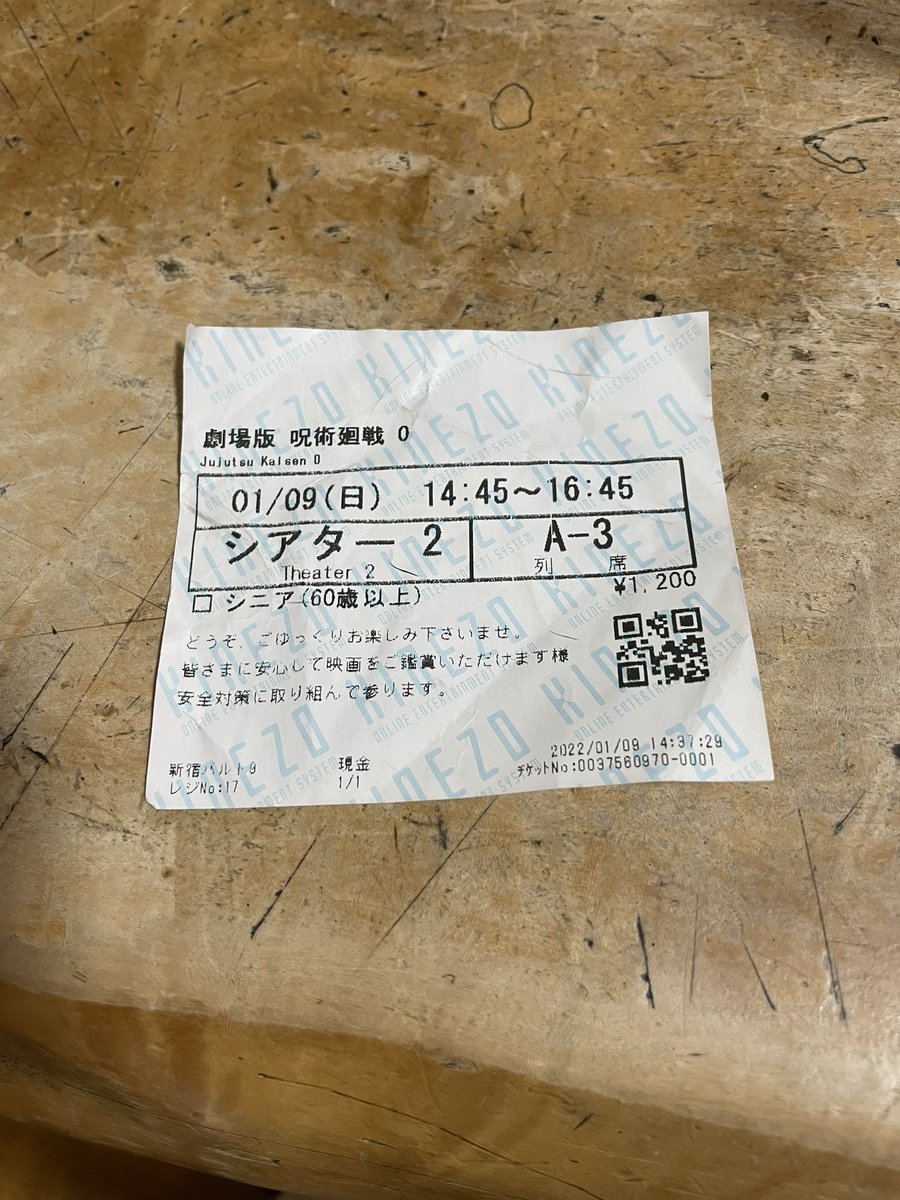 KINEZO KINEZO KINEZO
ONLINE ENTERTAINMENT SYSTEM
劇場版 呪術廻戦 0
Jujutsu Kaisen 0
01/09(日) 14:45～16:45
シアター 2
Theater 2
A-3
列 席
¥1,200
□ シニア(60歳以上)
どうぞ、ごゆっくりお楽しみ下さいませ。
皆さまに安心して映画をご鑑賞いただけます様
安全対策に取り組んで参ります。
新宿バルト9
レジNo:17
現金
1/1
2022/01/09 14:37:29
チケットNo:0037560970-0001